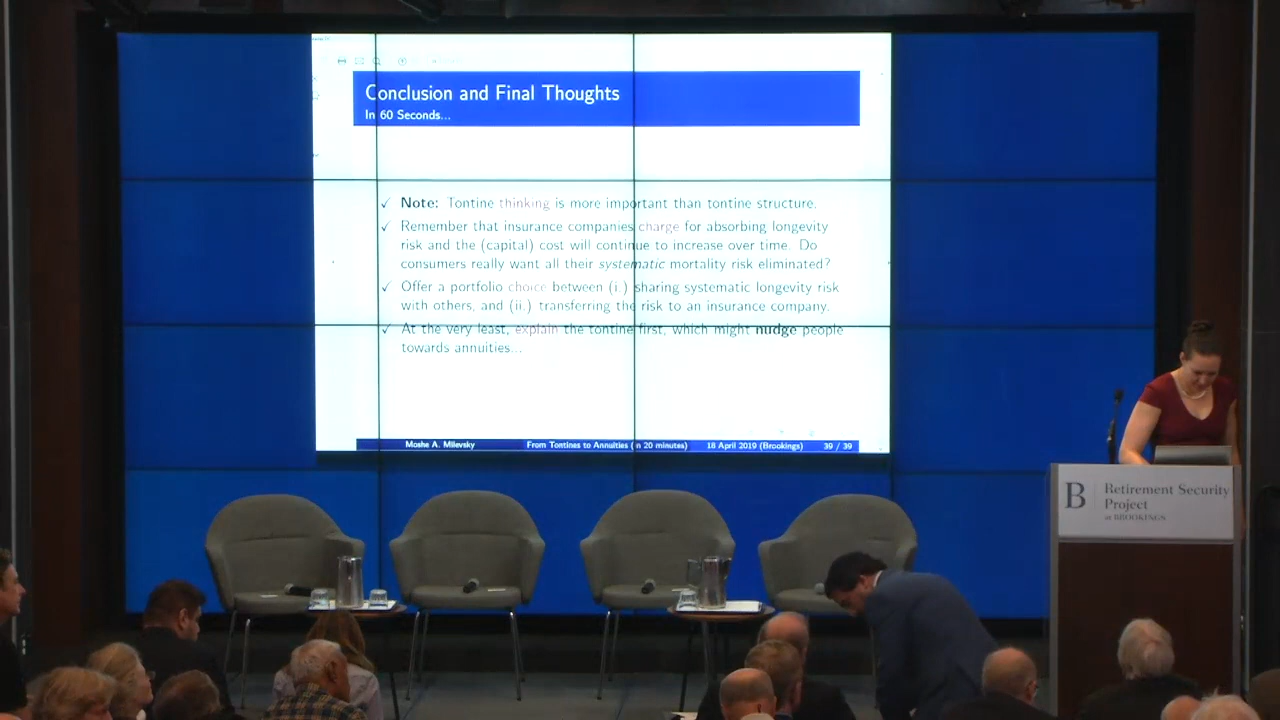 Conclusion and Final Thoughts
In 60 Seconds...
✓ Note: Tontine thinking is more important than tontine structure.
✓ Remember that insurance companies charge for absorbing longevity
risk and the (capital) cost will continue to increase over time. Do
consumers really want all their systematic mortality risk eliminated?
✓ Offer a portfolio choice between (i.) sharing systematic longevity risk
with others, and (ii.) transferring the risk to an insurance company.
✓ At the very least, explain the tontine first, which might nudge people
towards annuities...
Moshe A. Milevsky From Tontines to Annuities (in 20 minutes) 18 April 2019 (Brookings) 39 / 39
B Retirement Security
Project
at BROOKINGS